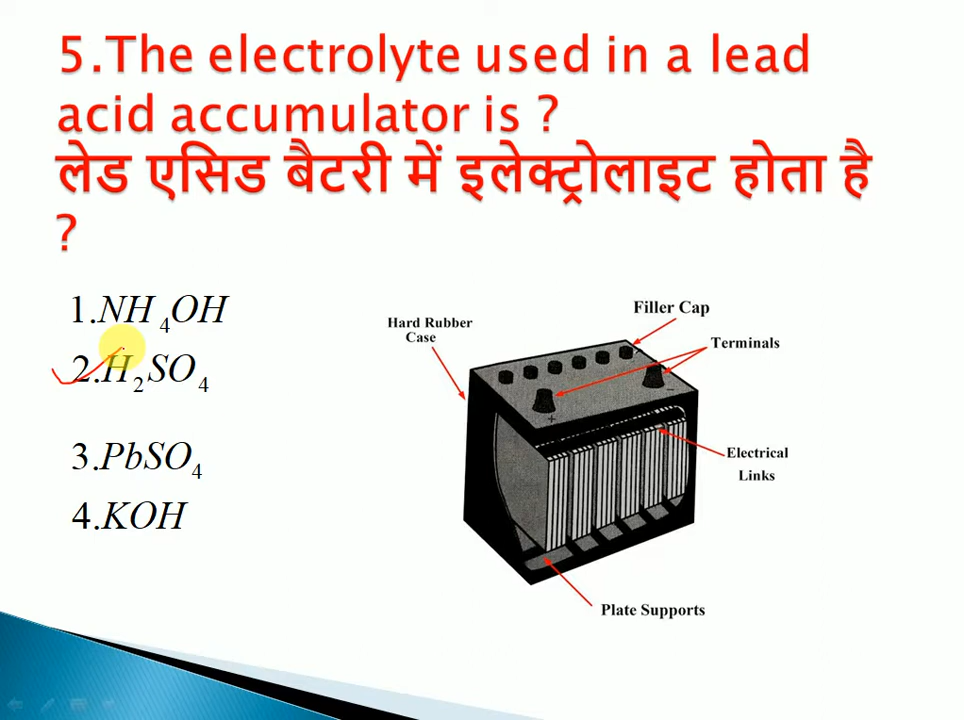 5.The electrolyte used in a lead
acid accumulator is ?
लेड एसिड बैटरी में इलेक्ट्रोलाइट होता है
?
1.NH₄OH
2.H₂SO₄
3.PbSO₄
4.KOH
Hard Rubber
Case
Filler Cap
Terminals
+
-
Electrical
Links
Plate Supports